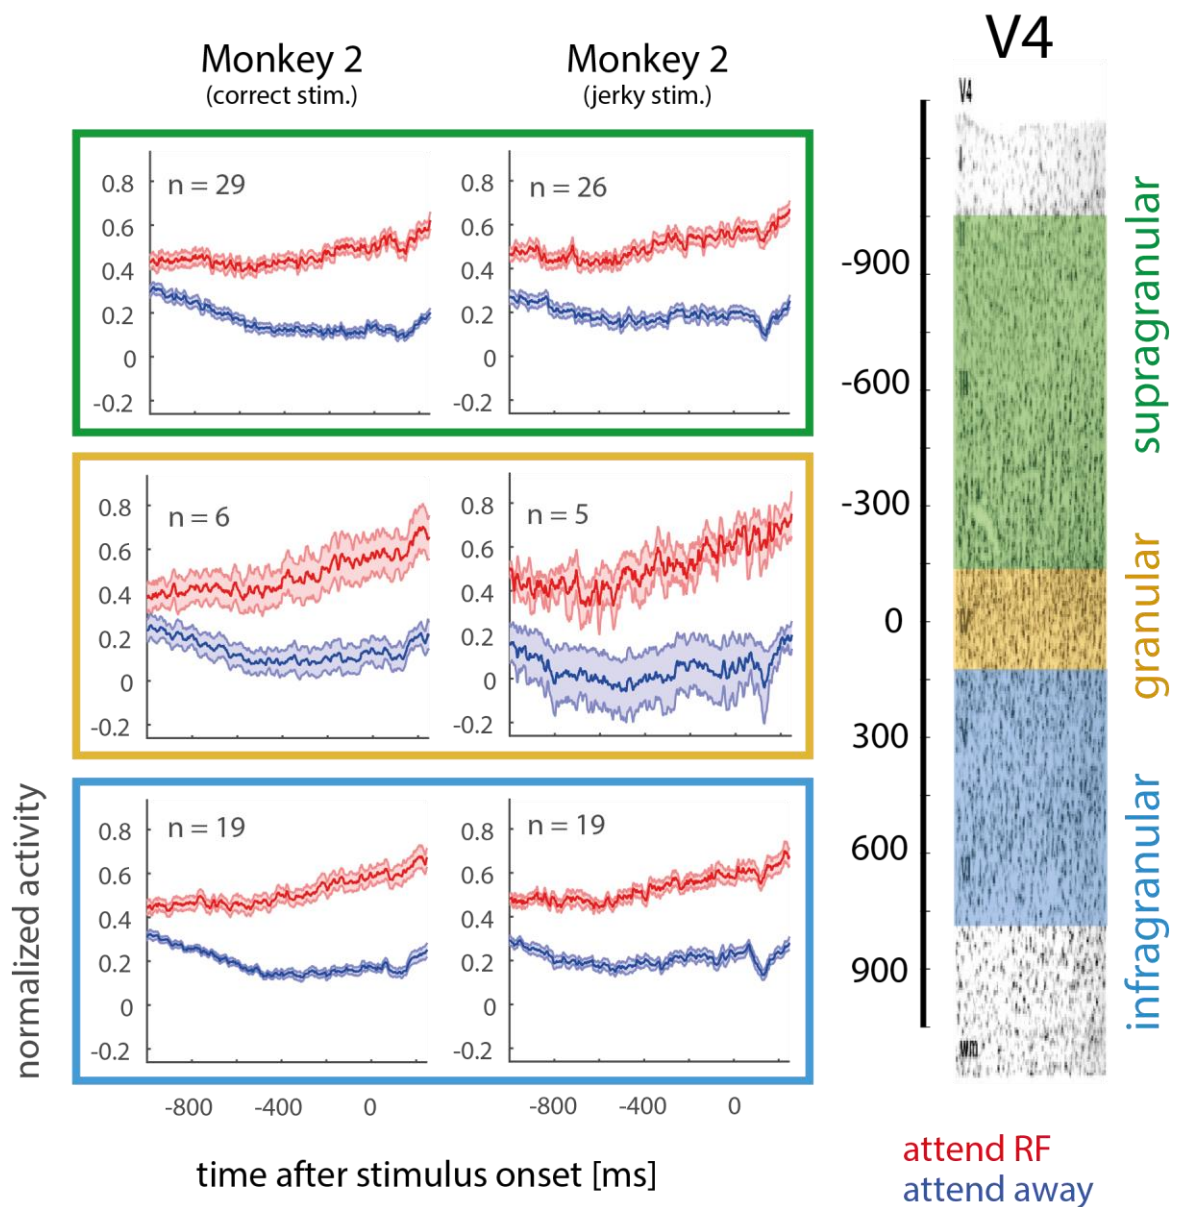 V4
Monkey 2
(correct stim.)
Monkey 2
(jerky stim.)
V4
n = 29
0.8
0.6
0.4
0.2
0
-0.2
n = 26
0.8
0.6
0.4
0.2
0
-0.2
n = 6
0.8
0.6
0.4
0.2
0
-0.2
n = 5
0.8
0.6
0.4
0.2
0
-0.2
n = 19
0.8
0.6
0.4
0.2
0
-0.2
n = 19
0.8
0.6
0.4
0.2
0
-0.2
normalized activity
-800 -400 0
-800 -400 0
time after stimulus onset [ms]
-900
-600
-300
0
300
600
900
wm
supragranular
granular
infragranular
attend RF
attend away